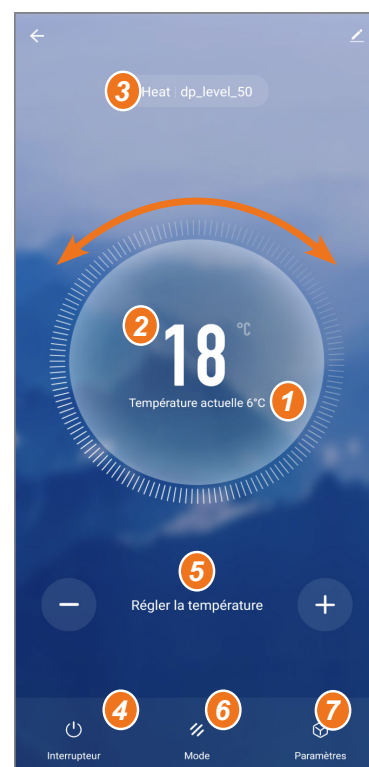 3 Heat | dp_level_50
2 18 °C
Température actuelle 6°C 1
5
Régler la température
4 6 7
Interrupteur Mode Paramètres